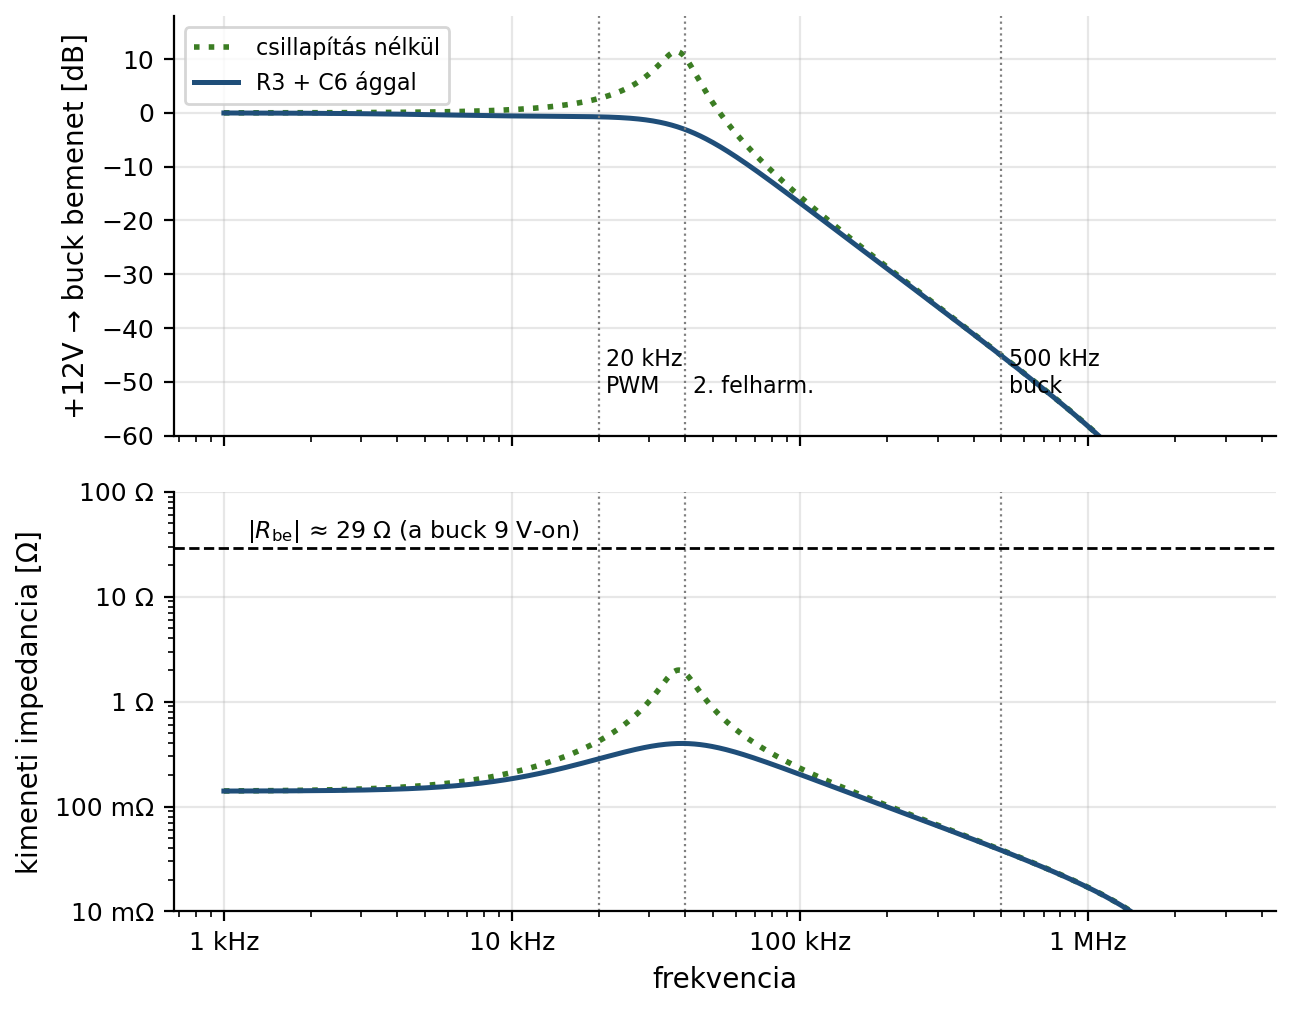 +12V → buck bemenet [dB]
10
0
−10
−20
−30
−40
−50
−60
csillapítás nélkül
R3 + C6 ággal
20 kHz
PWM
2. felharm.
500 kHz
buck
kimeneti impedancia [Ω]
100 Ω
10 Ω
1 Ω
100 mΩ
10 mΩ
|Rbe| ≈ 29 Ω (a buck 9 V-on)
1 kHz
10 kHz
100 kHz
1 MHz
frekvencia